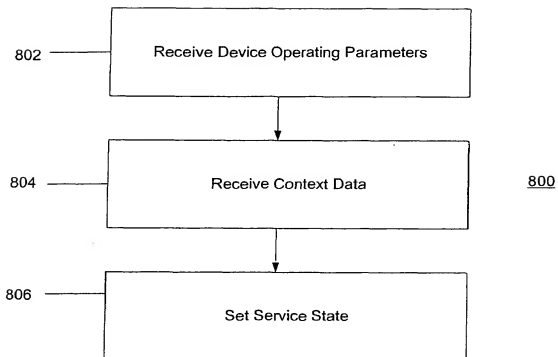 802
Receive Device Operating Parameters
804
Receive Context Data
800
806
Set Service State